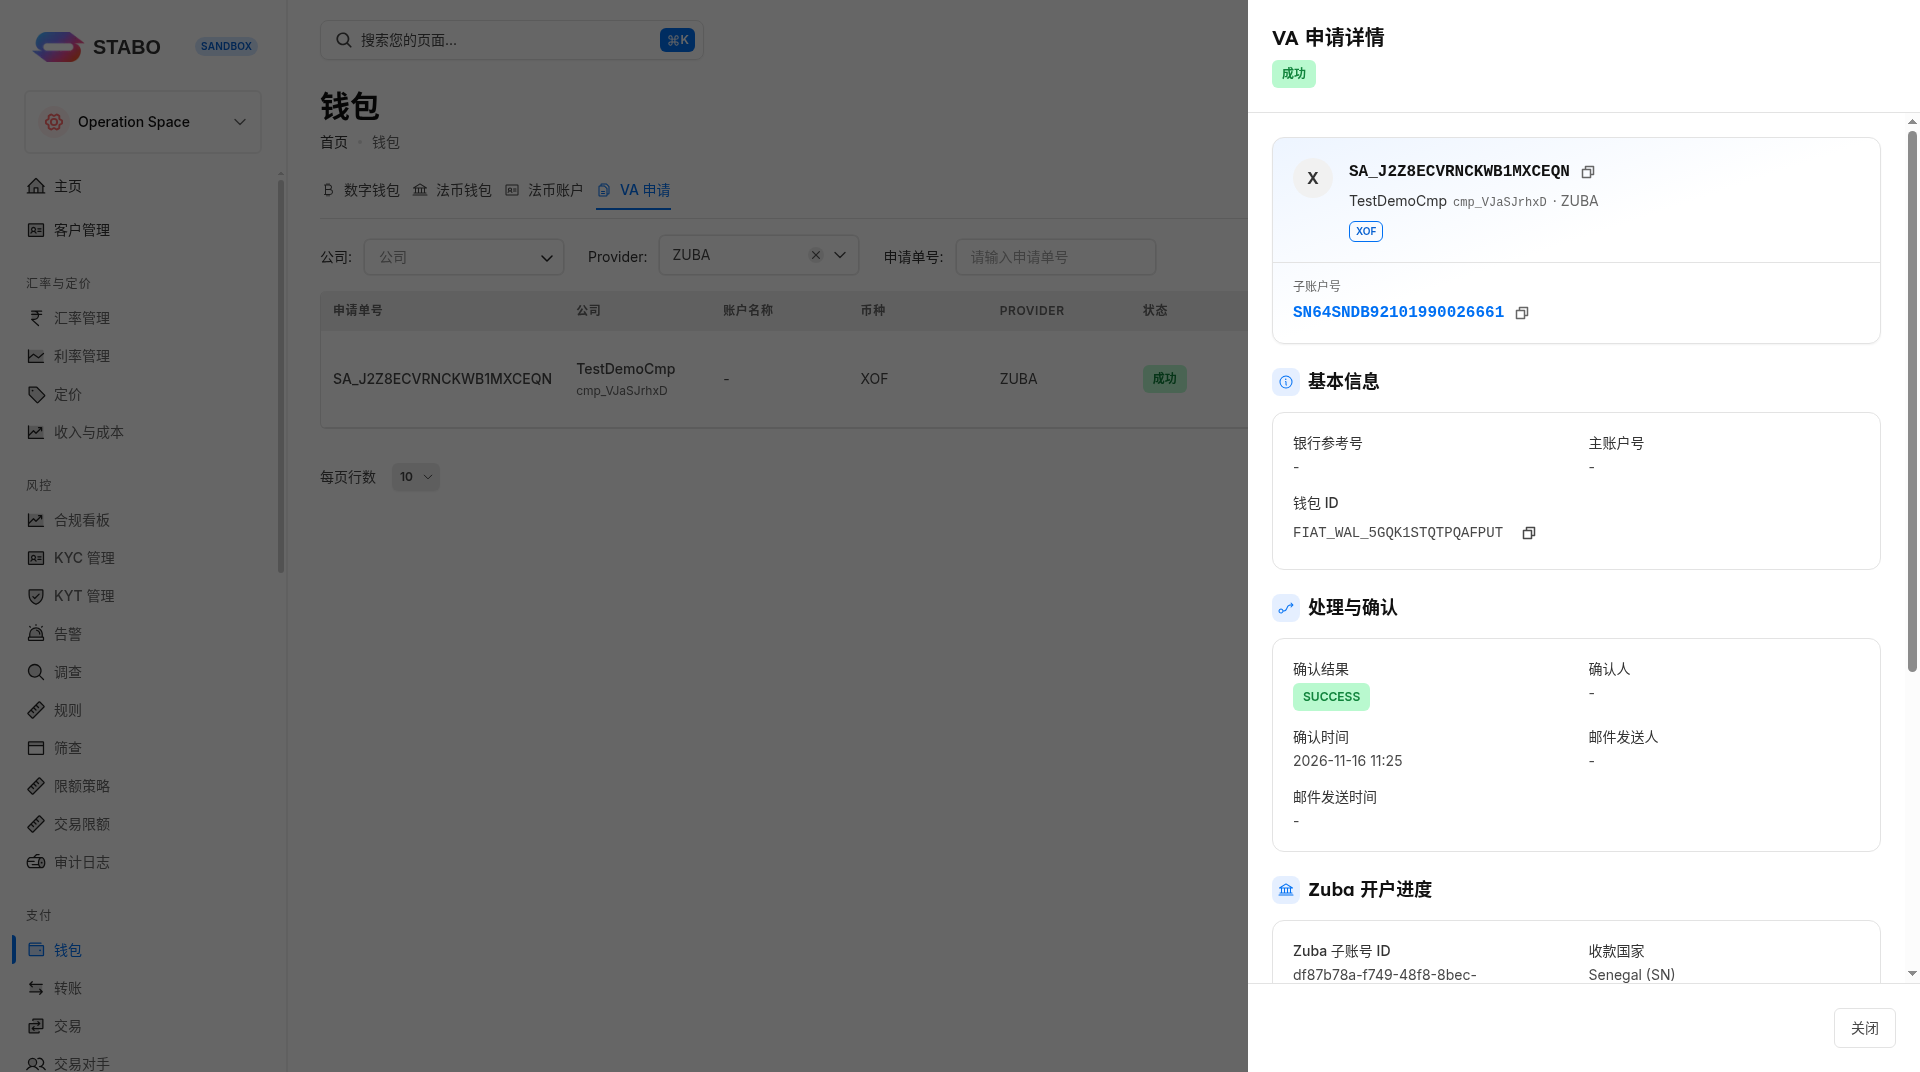 STABO
SANDBOX
Operation Space
主页
客户管理
汇率与定价
汇率管理
利率管理
定价
收入与成本
风控
合规看板
KYC 管理
KYT 管理
告警
调查
规则
筛查
限额策略
交易限额
审计日志
支付
钱包
转账
交易
交易对手
搜索您的页面...
⌘K
钱包
首页 • 钱包
数字钱包 法币钱包 法币账户 VA 申请
公司: 公司 Provider: ZUBA 申请单号: 请输入申请单号
申请单号 公司 账户名称 币种 PROVIDER 状态
SA_J2Z8ECVRNCKWB1MXCEQN TestDemoCmp - XOF ZUBA 成功
cmp_VJaSJrhxD
每页行数 10
VA 申请详情
成功
X
SA_J2Z8ECVRNCKWB1MXCEQN
TestDemoCmp cmp_VJaSJrhxD · ZUBA
XOF
子账户号
SN64SNDB92101990026661
基本信息
银行参考号 主账户号
- -
钱包 ID
FIAT_WAL_5GQK1STQTPQAFPUT
处理与确认
确认结果 确认人
SUCCESS -
确认时间 邮件发送人
2026-11-16 11:25 -
邮件发送时间
-
Zuba 开户进度
Zuba 子账号 ID 收款国家
df87b78a-f749-48f8-8bec- Senegal (SN)
关闭